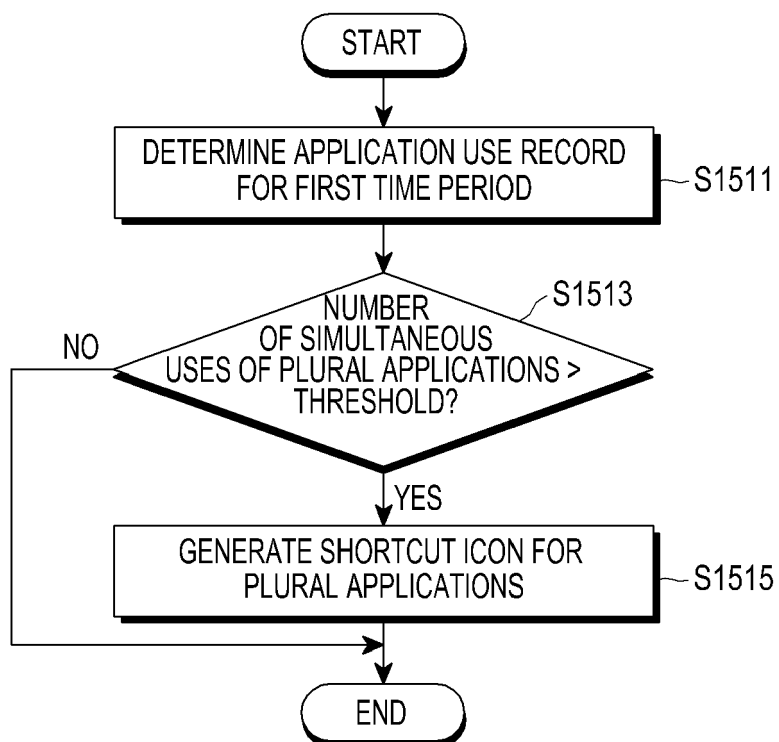 START
DETERMINE APPLICATION USE RECORD
FOR FIRST TIME PERIOD
S1511
S1513
NUMBER
OF SIMULTANEOUS
USES OF PLURAL APPLICATIONS >
THRESHOLD?
NO
YES
GENERATE SHORTCUT ICON FOR
PLURAL APPLICATIONS
S1515
END